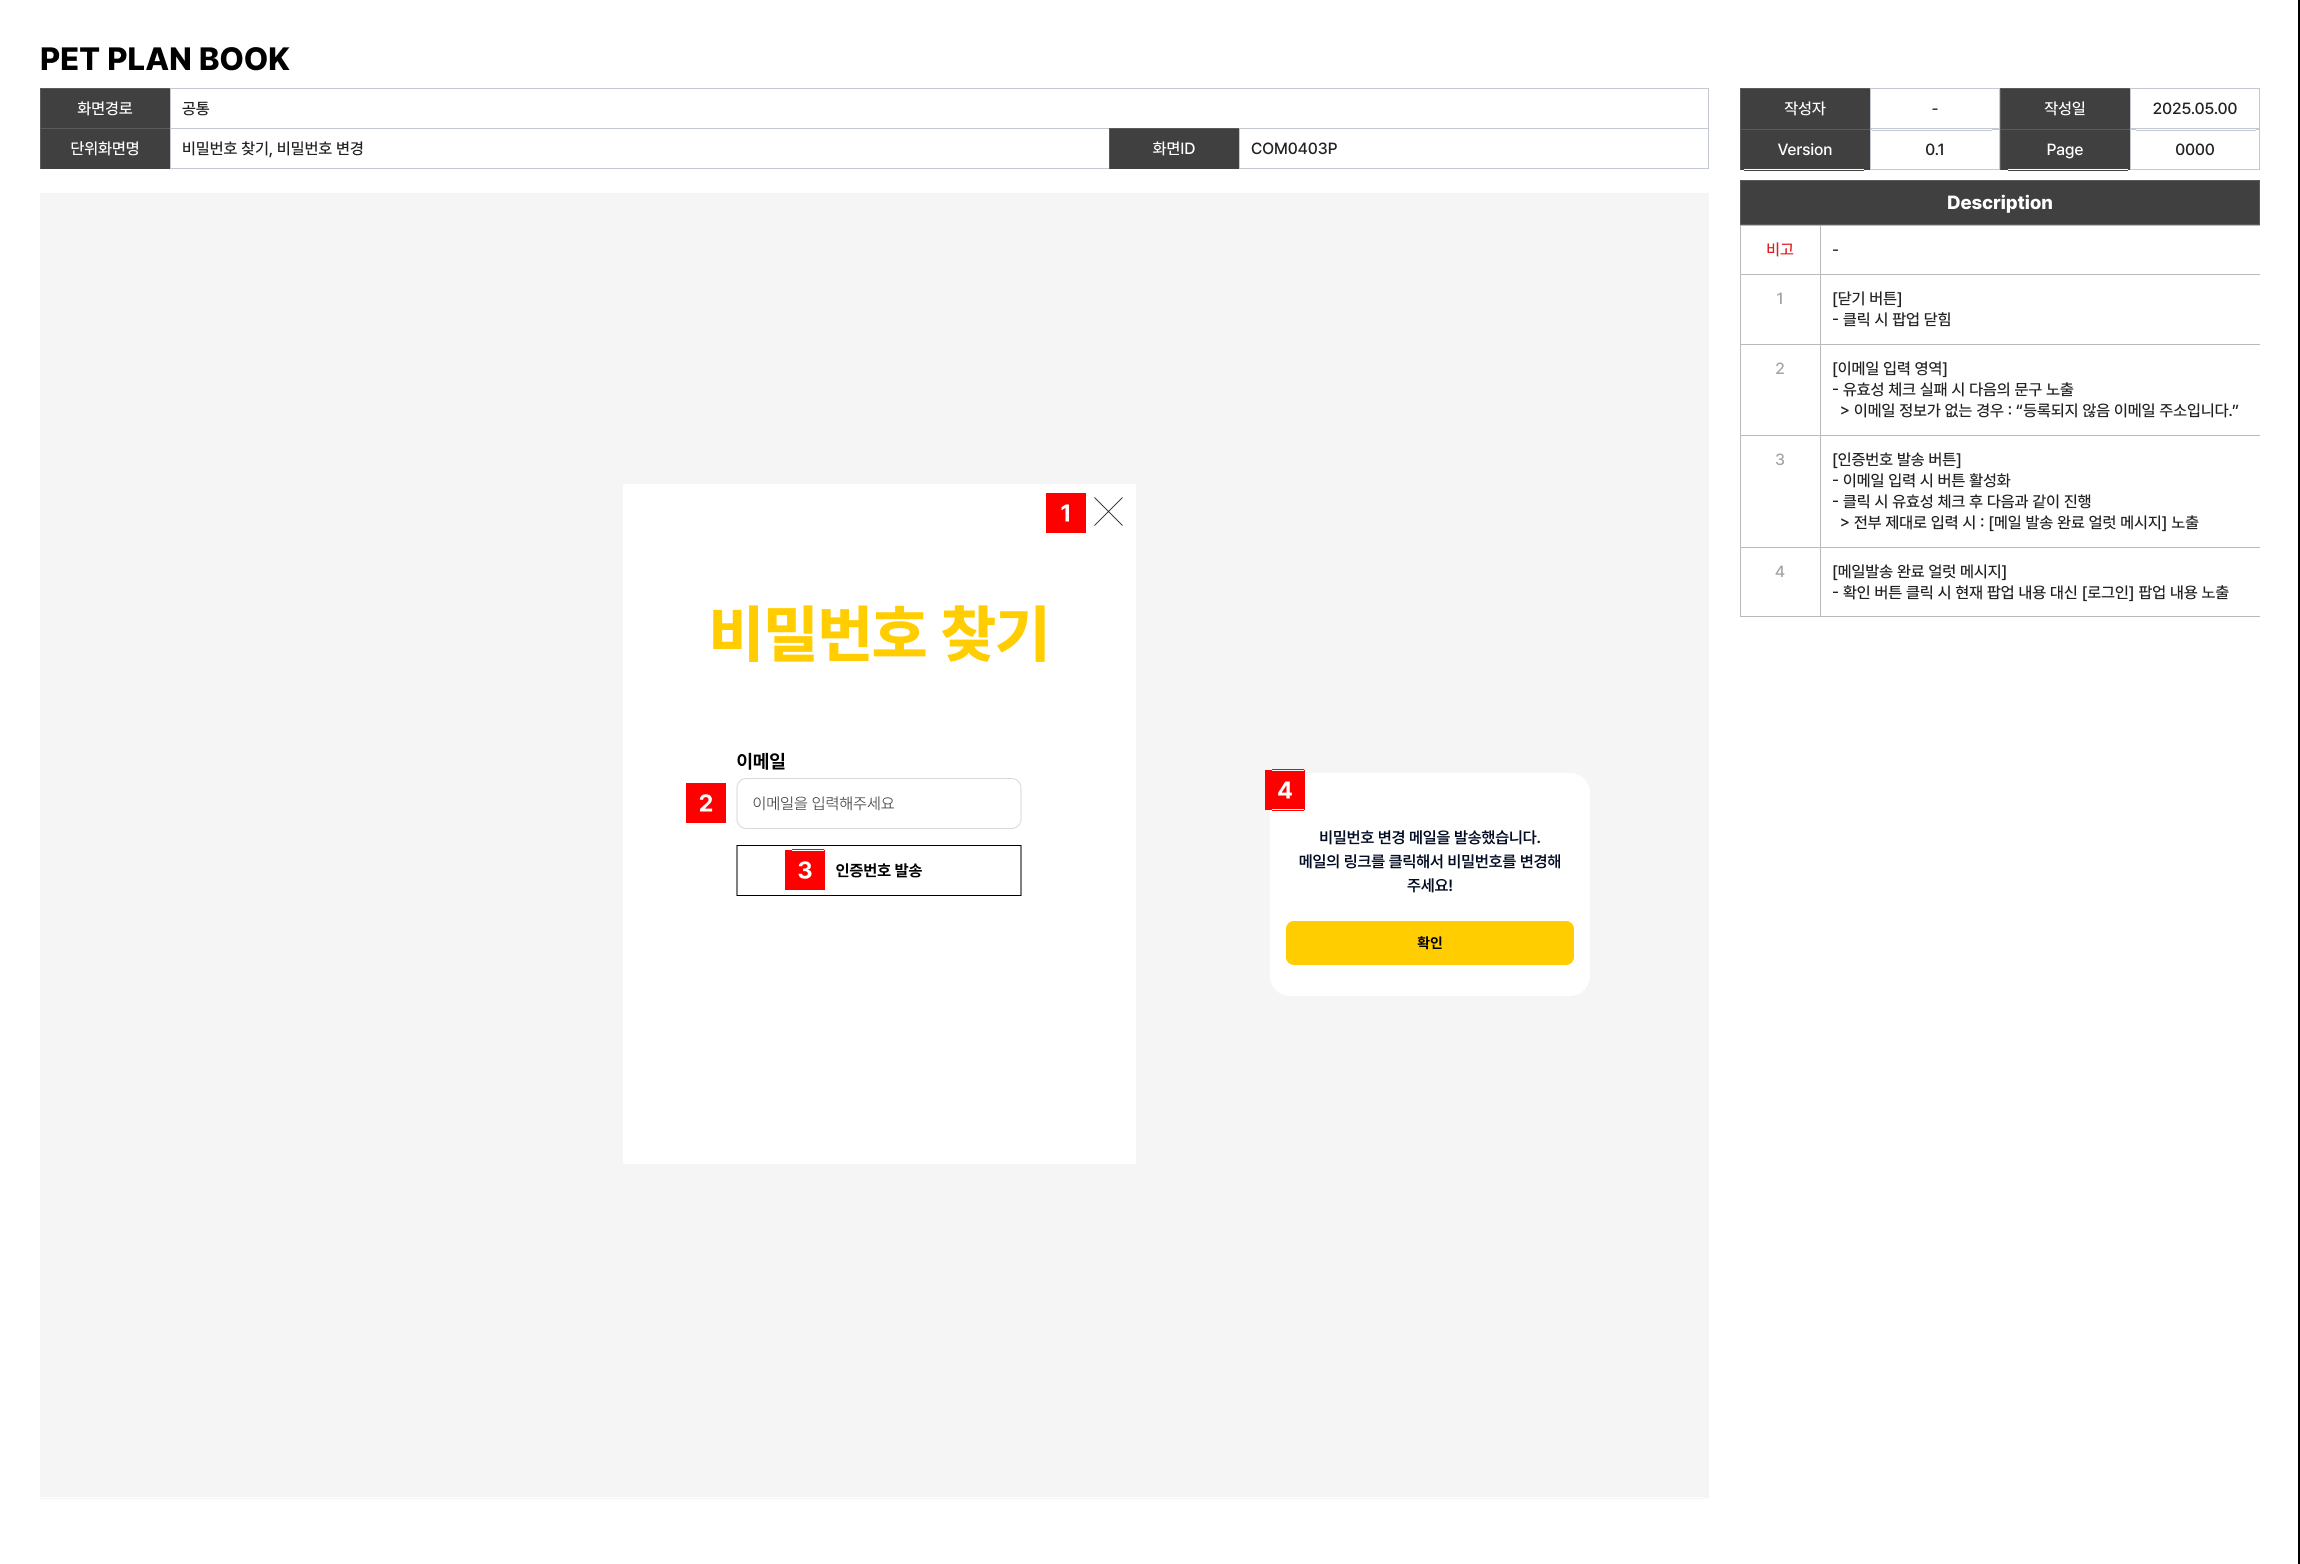 PET PLAN BOOK
화면경로 공통
단위화면명 비밀번호 찾기, 비밀번호 변경 화면ID COM0403P
작성자 - 작성일 2025.05.00
Version 0.1 Page 0000
Description
비고 -
1 [닫기 버튼]
- 클릭 시 팝업 닫힘
2 [이메일 입력 영역]
- 유효성 체크 실패 시 다음의 문구 노출
> 이메일 정보가 없는 경우 : “등록되지 않음 이메일 주소입니다.”
3 [인증번호 발송 버튼]
- 이메일 입력 시 버튼 활성화
- 클릭 시 유효성 체크 후 다음과 같이 진행
> 전부 제대로 입력 시 : [메일 발송 완료 얼럿 메시지] 노출
4 [메일발송 완료 얼럿 메시지]
- 확인 버튼 클릭 시 현재 팝업 내용 대신 [로그인] 팝업 내용 노출
1
비밀번호 찾기
이메일
2 이메일을 입력해주세요
3 인증번호 발송
4
비밀번호 변경 메일을 발송했습니다.
메일의 링크를 클릭해서 비밀번호를 변경해
주세요!
확인